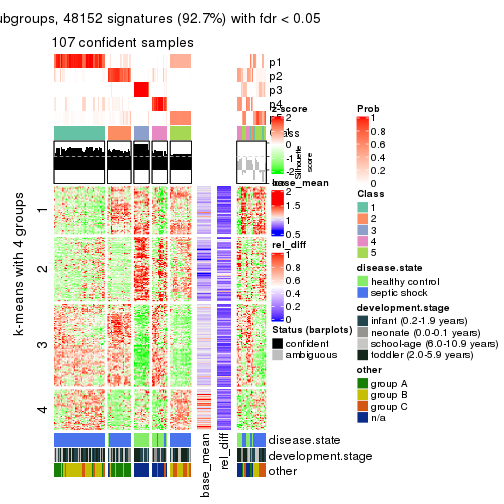 ubgroups, 48152 signatures (92.7%) with fdr < 0.05
107 confident samples
p1
p2
p3
p4
Class
Silhouette
score
z-score
2
1
0
-1
-2
base_mean
2
1.5
1
0.5
rel_diff
1
0.8
0.6
0.4
0.2
0
Status (barplots)
confident
ambiguous
Prob
1
0.8
0.6
0.4
0.2
0
Class
1
2
3
4
5
disease.state
healthy control
septic shock
development.stage
infant (0.2-1.9 years)
neonate (0.0-0.1 years)
school-age (6.0-10.9 years)
toddler (2.0-5.9 years)
other
group A
group B
group C
n/a
k-means with 4 groups
1
2
3
4
disease.state
development.stage
other
base_mean
rel_diff